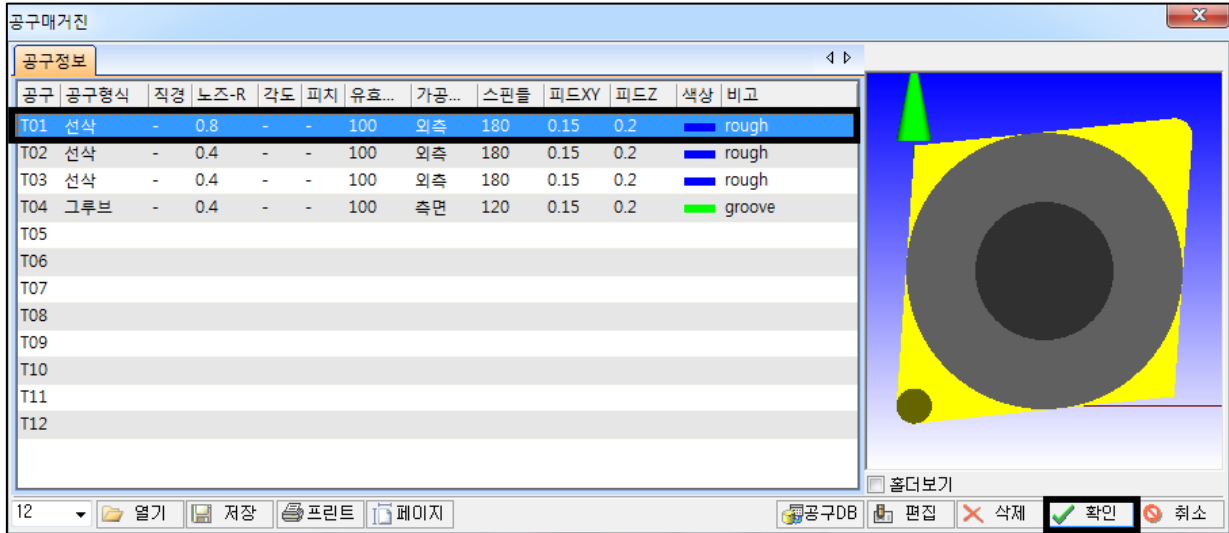 공구매거진
공구정보
공구 공구형식 직경 노즈-R 각도 피치 유효... 가공... 스핀들 피드XY 피드Z 색상 비고
T01 선삭 - 0.8 - - 100 외측 180 0.15 0.2 rough
T02 선삭 - 0.4 - - 100 외측 180 0.15 0.2 rough
T03 선삭 - 0.4 - - 100 외측 180 0.15 0.2 rough
T04 그루브 - 0.4 - - 100 측면 120 0.15 0.2 groove
T05
T06
T07
T08
T09
T10
T11
T12
홀더보기
12 열기 저장 프린트 페이지 공구DB 편집 삭제 확인 취소